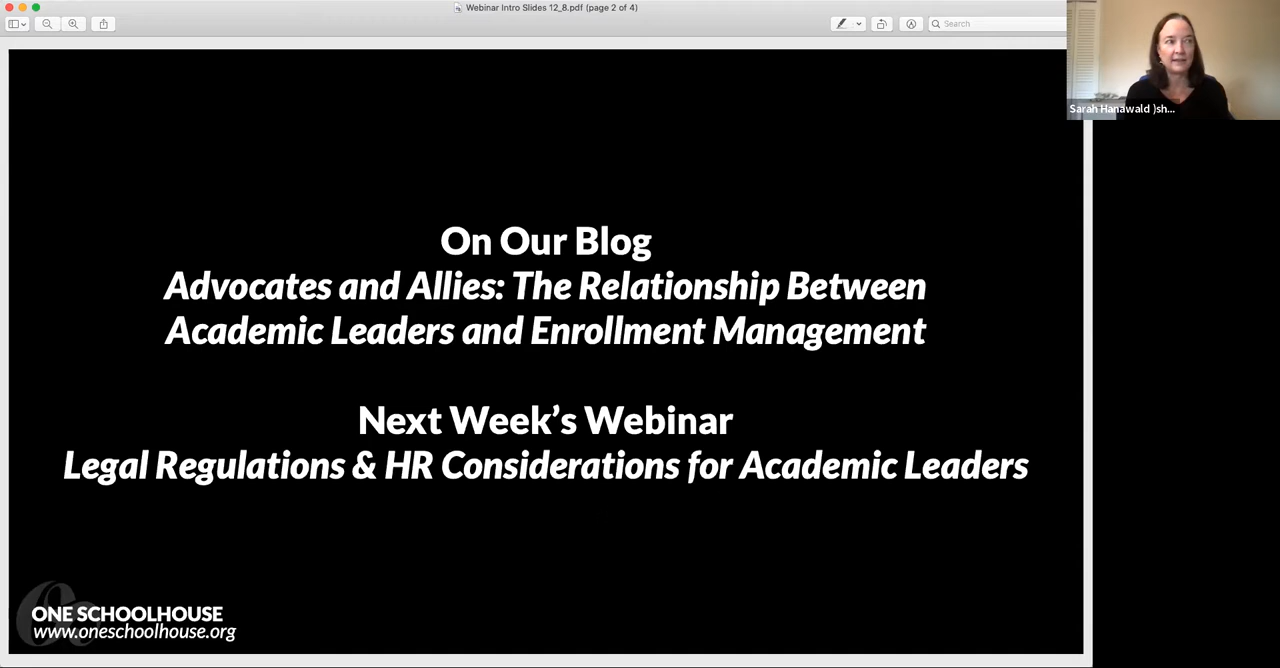 Webinar Intro Slides 12_8.pdf (page 2 of 4)
Search
Sarah Hanawald )sh...
On Our Blog
Advocates and Allies: The Relationship Between
Academic Leaders and Enrollment Management
Next Week's Webinar
Legal Regulations & HR Considerations for Academic Leaders
ONE SCHOOLHOUSE
www.oneschoolhouse.org